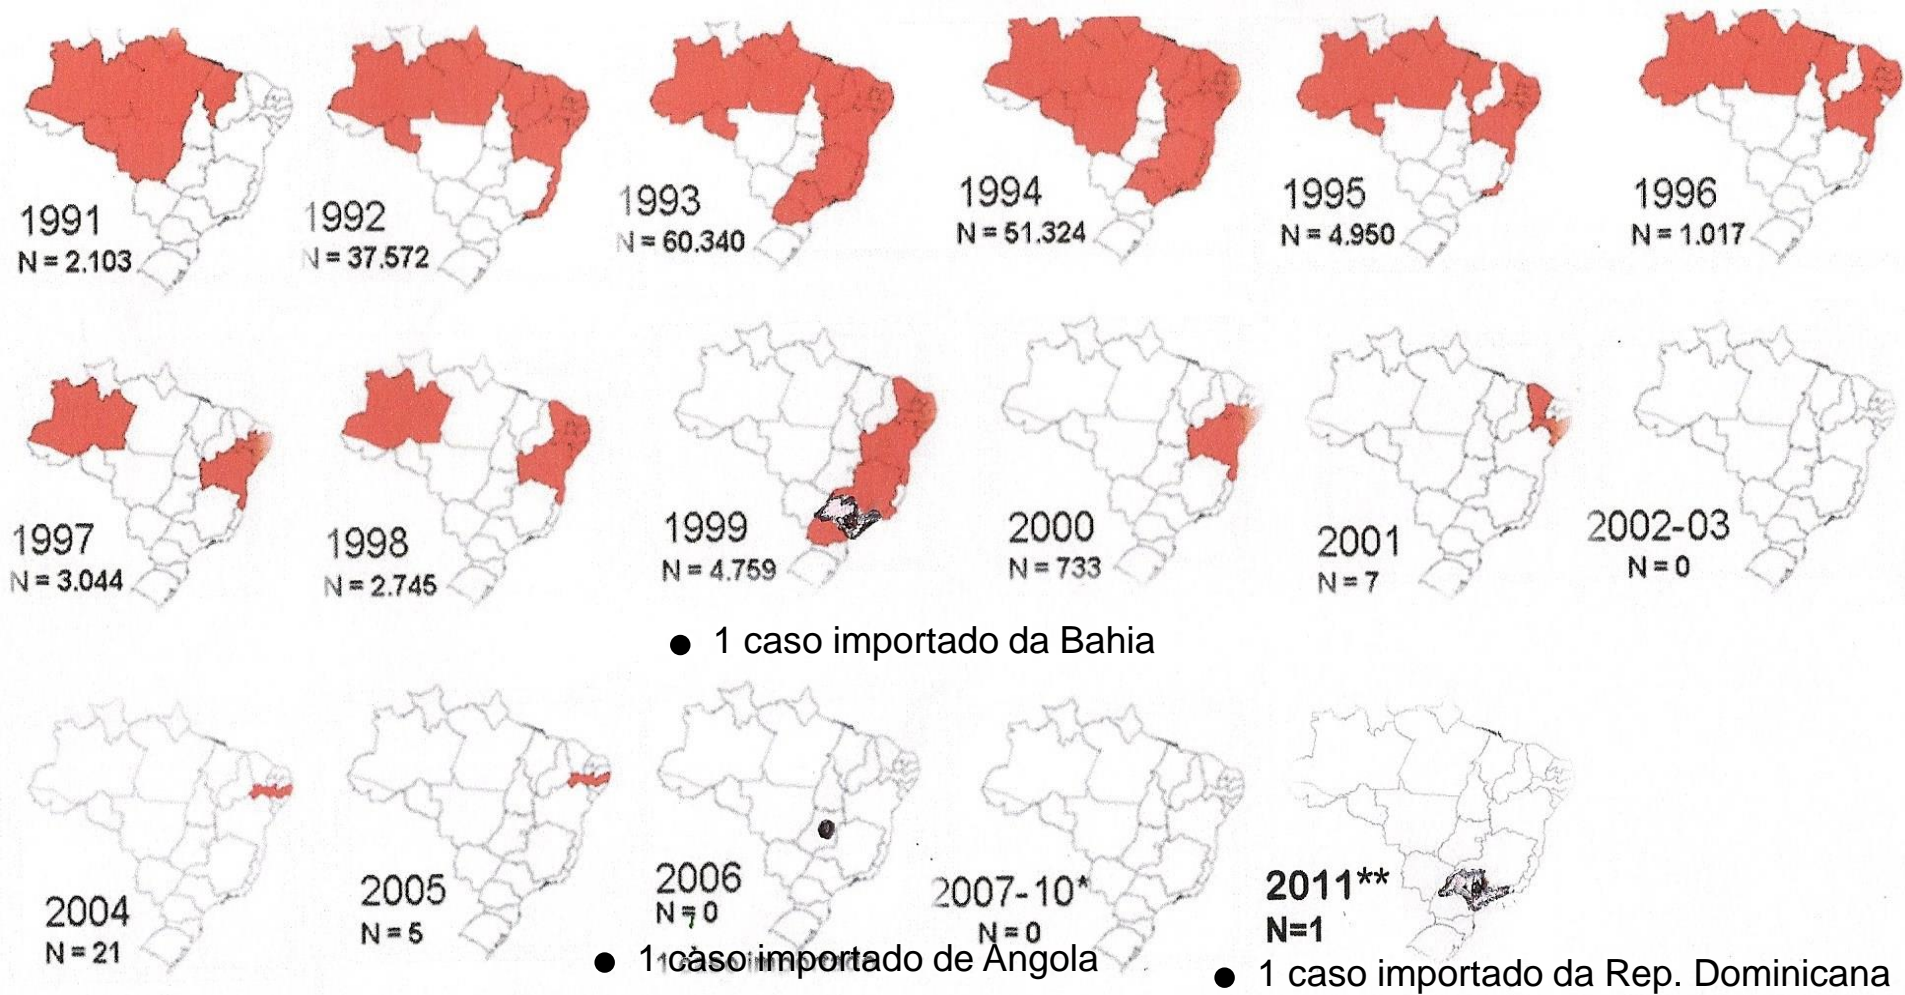 1991
N = 2.103
1992
N = 37.572
1993
N = 60.340
1994
N = 51.324
1995
N = 4.950
1996
N = 1.017
1997
N = 3.044
1998
N = 2.745
1999
N = 4.759
2000
N = 733
2001
N = 7
2002-03
N = 0
● 1 caso importado da Bahia
2004
N = 21
2005
N = 5
2006
N = 0
2007-10*
N = 0
2011**
N=1
● 1 caso importado de Angola
● 1 caso importado da Rep. Dominicana